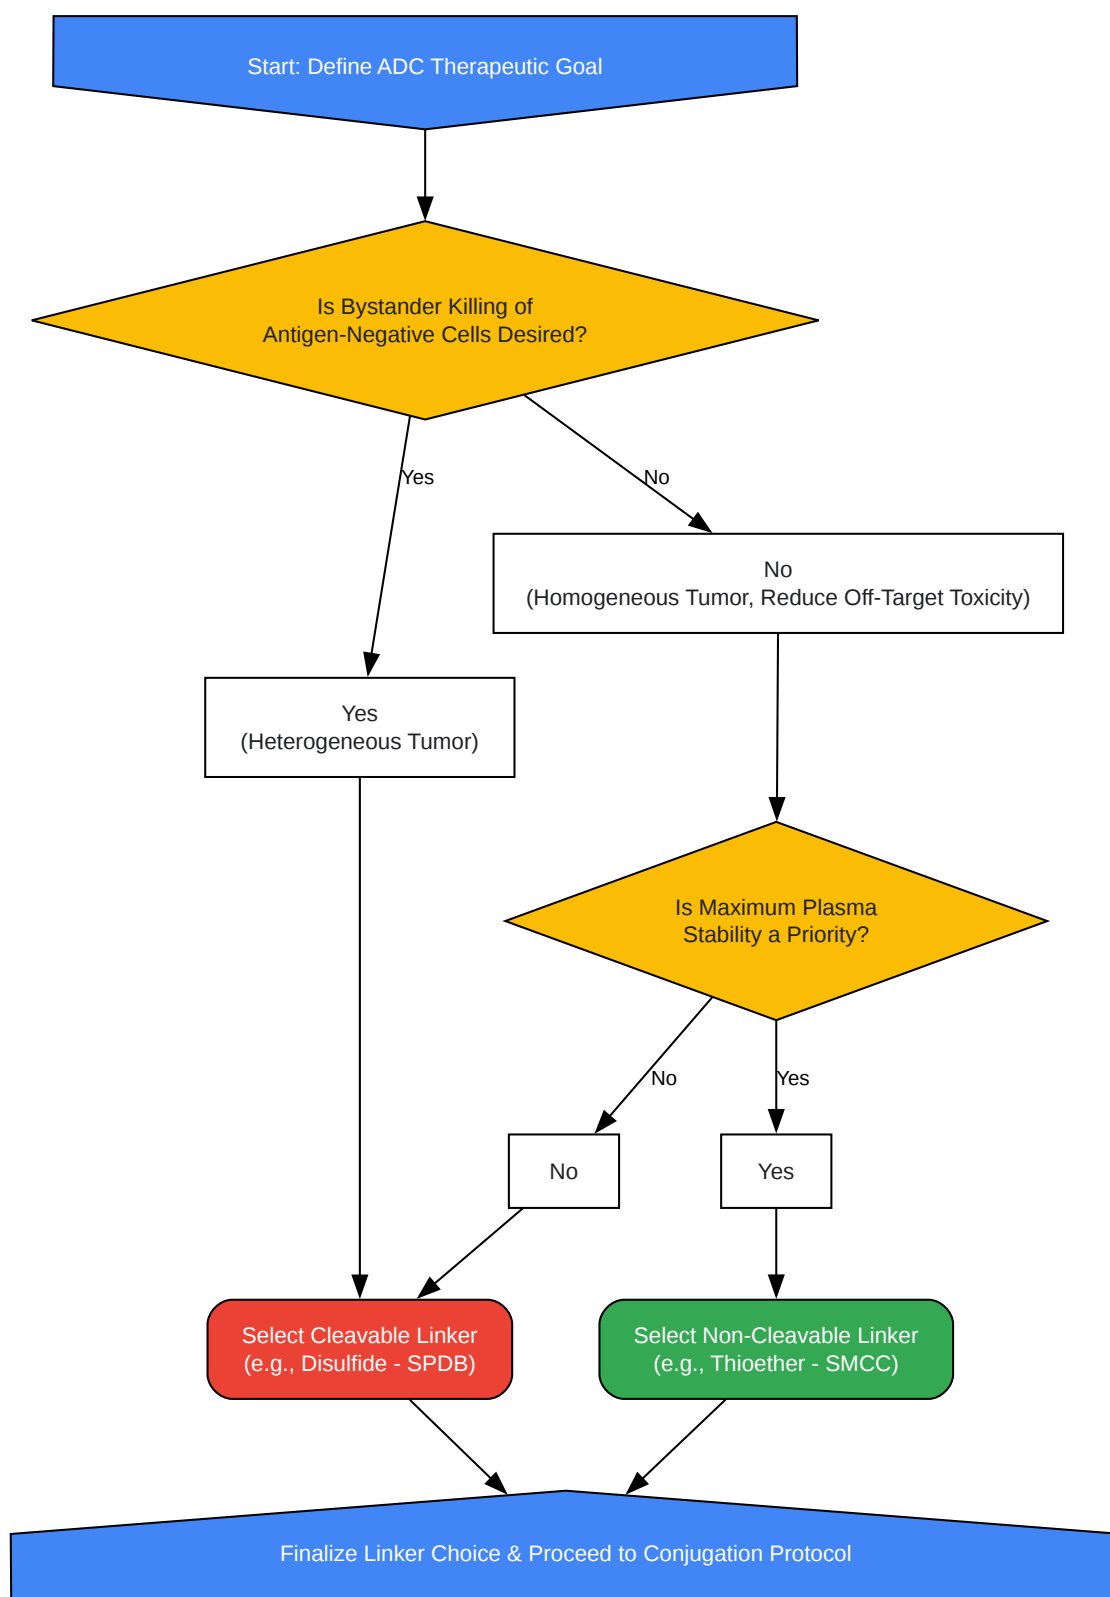 Start: Define ADC Therapeutic Goal
Is Bystander Killing of
Antigen-Negative Cells Desired?
Yes
No
No
(Homogeneous Tumor, Reduce Off-Target Toxicity)
Yes
(Heterogeneous Tumor)
Is Maximum Plasma
Stability a Priority?
No
Yes
No
Yes
Select Cleavable Linker
(e.g., Disulfide - SPDB)
Select Non-Cleavable Linker
(e.g., Thioether - SMCC)
Finalize Linker Choice & Proceed to Conjugation Protocol